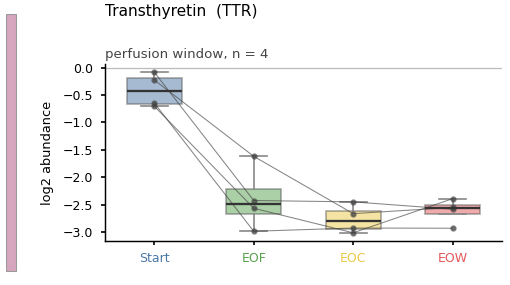 Transthyretin (TTR)
perfusion window, n = 4
log2 abundance
0.0
−0.5
−1.0
−1.5
−2.0
−2.5
−3.0
Start EOF EOC EOW